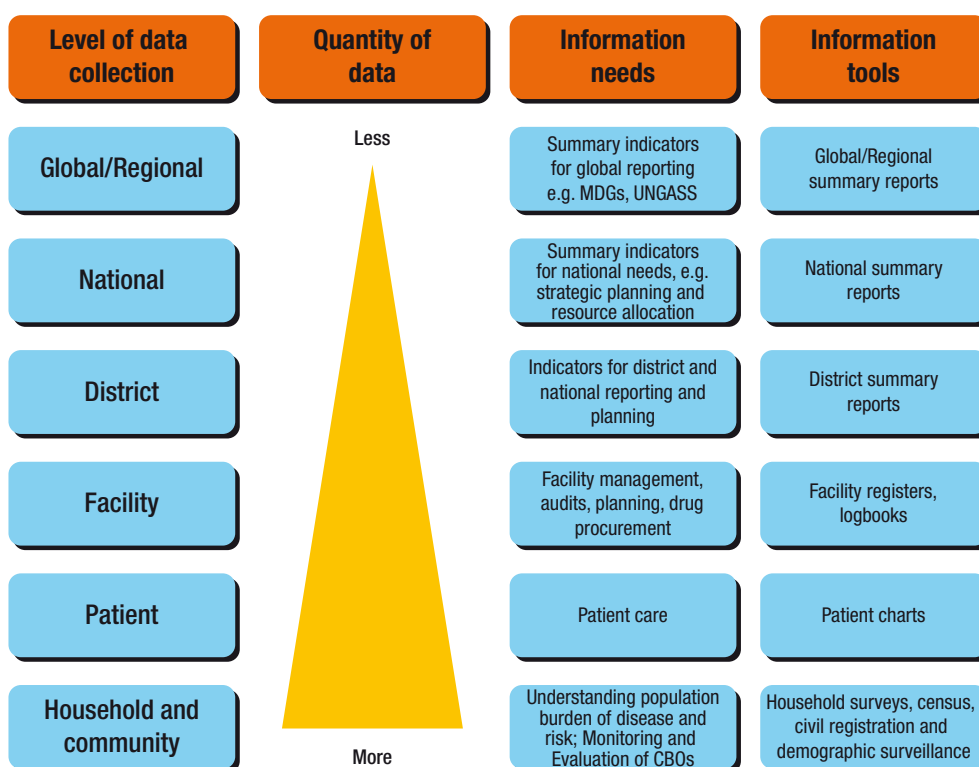 Level of data
collection
Quantity of
data
Information
needs
Information
tools
Global/Regional
Less
Summary indicators
for global reporting
e.g. MDGs, UNGASS
Global/Regional
summary reports
National
Summary indicators
for national needs, e.g.
strategic planning and
resource allocation
National summary
reports
District
Indicators for district and
national reporting and
planning
District summary
reports
Facility
Facility management,
audits, planning, drug
procurement
Facility registers,
logbooks
Patient
Patient care
Patient charts
Household and
community
More
Understanding population
burden of disease and
risk; Monitoring and
Evaluation of CBOs
Household surveys, census,
civil registration and
demographic surveillance